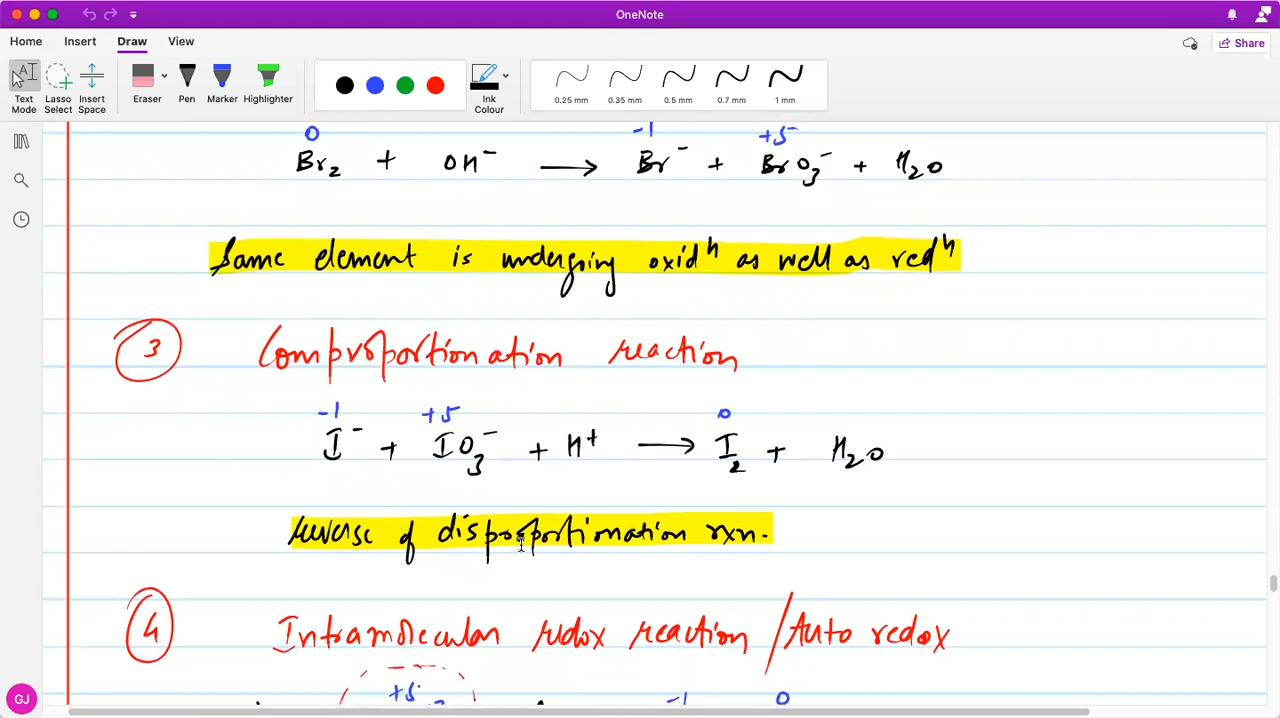 OneNote
Home Insert Draw View
Share
Text Mode
Lasso Select
Insert Space
Eraser
Pen
Marker
Highlighter
Ink Colour
0.25 mm 0.35 mm 0.5 mm 0.7 mm 1 mm
0 -1 +5
Br₂ + OH⁻ ⟶ Br⁻ + BrO₃⁻ + H₂O
Same element is undergoing oxidⁿ as well as redⁿ
3 Comproportionation reaction
-1 +5 0
I⁻ + IO₃⁻ + H⁺ ⟶ I₂ + H₂O
reverse of disproportionation rxn.
4 Intramolecular redox reaction / Auto redox
+5 -1 0
GJ